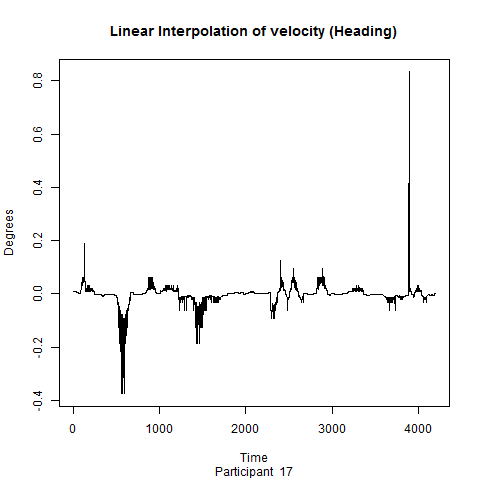 Linear Interpolation of velocity (Heading)
Degrees
0.8
0.6
0.4
0.2
0.0
-0.2
-0.4
0 1000 2000 3000 4000
Time
Participant 17